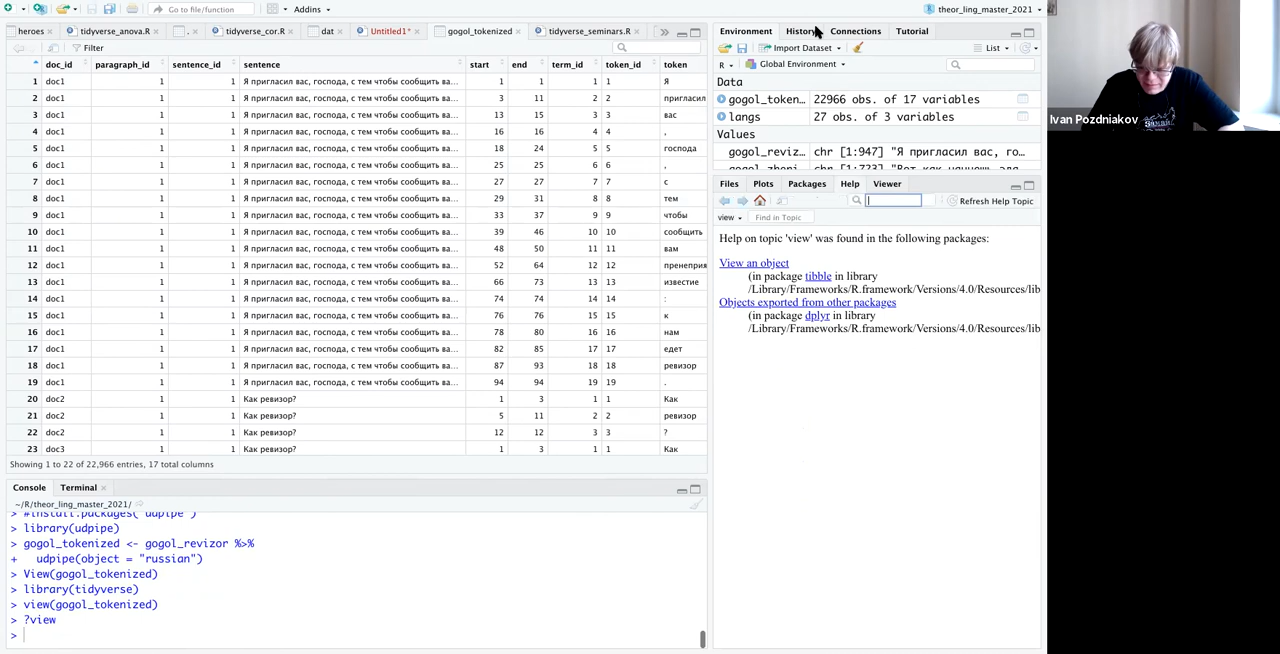 Go to file/function Addins theor_ling_master_2021
heroes tidyverse_anova.R . tidyverse_cor.R dat Untitled1* gogol_tokenized tidyverse_seminars.R
Filter
doc_id paragraph_id sentence_id sentence start end term_id token_id token
1 doc1 1 1 Я пригласил вас, господа, с тем чтобы сообщить ва... 1 1 1 1 Я
2 doc1 1 1 Я пригласил вас, господа, с тем чтобы сообщить ва... 3 11 2 2 пригласил
3 doc1 1 1 Я пригласил вас, господа, с тем чтобы сообщить ва... 13 15 3 3 вас
4 doc1 1 1 Я пригласил вас, господа, с тем чтобы сообщить ва... 16 16 4 4 ,
5 doc1 1 1 Я пригласил вас, господа, с тем чтобы сообщить ва... 18 24 5 5 господа
6 doc1 1 1 Я пригласил вас, господа, с тем чтобы сообщить ва... 25 25 6 6 ,
7 doc1 1 1 Я пригласил вас, господа, с тем чтобы сообщить ва... 27 27 7 7 с
8 doc1 1 1 Я пригласил вас, господа, с тем чтобы сообщить ва... 29 31 8 8 тем
9 doc1 1 1 Я пригласил вас, господа, с тем чтобы сообщить ва... 33 37 9 9 чтобы
10 doc1 1 1 Я пригласил вас, господа, с тем чтобы сообщить ва... 39 46 10 10 сообщить
11 doc1 1 1 Я пригласил вас, господа, с тем чтобы сообщить ва... 48 50 11 11 вам
12 doc1 1 1 Я пригласил вас, господа, с тем чтобы сообщить ва... 52 64 12 12 пренеприя
13 doc1 1 1 Я пригласил вас, господа, с тем чтобы сообщить ва... 66 73 13 13 известие
14 doc1 1 1 Я пригласил вас, господа, с тем чтобы сообщить ва... 74 74 14 14 :
15 doc1 1 1 Я пригласил вас, господа, с тем чтобы сообщить ва... 76 76 15 15 к
16 doc1 1 1 Я пригласил вас, господа, с тем чтобы сообщить ва... 78 80 16 16 нам
17 doc1 1 1 Я пригласил вас, господа, с тем чтобы сообщить ва... 82 85 17 17 едет
18 doc1 1 1 Я пригласил вас, господа, с тем чтобы сообщить ва... 87 93 18 18 ревизор
19 doc1 1 1 Я пригласил вас, господа, с тем чтобы сообщить ва... 94 94 19 19 .
20 doc2 1 1 Как ревизор? 1 3 1 1 Как
21 doc2 1 1 Как ревизор? 5 11 2 2 ревизор
22 doc2 1 1 Как ревизор? 12 12 3 3 ?
23 doc3 1 1 Как ревизор? 1 3 1 1 Как
Showing 1 to 22 of 22,966 entries, 17 total columns
Console Terminal
~/R/theor_ling_master_2021/
> #install.packages("udpipe")
> library(udpipe)
> gogol_tokenized <- gogol_revizor %>%
+ udpipe(object = "russian")
> View(gogol_tokenized)
> library(tidyverse)
> view(gogol_tokenized)
> ?view
>
Environment History Connections Tutorial
Import Dataset List
R Global Environment
Data
gogol_token... 22966 obs. of 17 variables
langs 27 obs. of 3 variables
Values
gogol_reviz... chr [1:947] "Я пригласил вас, го...
Files Plots Packages Help Viewer
Refresh Help Topic
view Find in Topic
Help on topic 'view' was found in the following packages:
View an object
(in package tibble in library
/Library/Frameworks/R.framework/Versions/4.0/Resources/lib
Objects exported from other packages
(in package dplyr in library
/Library/Frameworks/R.framework/Versions/4.0/Resources/lib
Ivan Pozdniakov